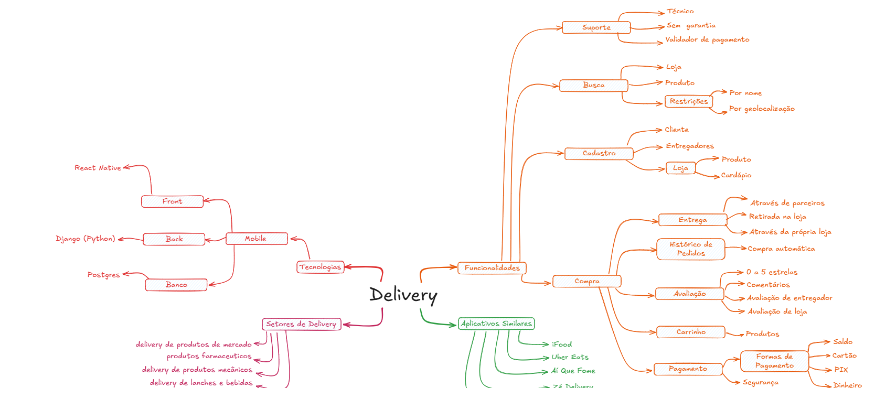 Delivery
Funcionalidades
Suporte
Técnico
Sem garantia
Validador de pagamento
Busca
Loja
Produto
Restrições
Por nome
Por geolocalização
Cadastro
Cliente
Entregadores
Loja
Produto
Cardápio
Compra
Entrega
Através de parceiros
Retirada na loja
Através da própria loja
Histórico de
Pedidos
Compra automática
Avaliação
0 a 5 estrelas
Comentários
Avaliação de entregador
Avaliação de loja
Carrinho
Produtos
Pagamento
Formas de
Pagamento
Saldo
Cartão
PIX
Dinheiro
Segurança
Tecnologias
Mobile
Front
React Native
Back
Django (Python)
Banco
Postgres
Setores de Delivery
delivery de produtos de mercado
produtos farmaceuticos
delivery de produtos mecânicos
delivery de lanches e bebidas
Aplicativos Similares
iFood
Uber Eats
Ai Que Fome
Zé Delivery